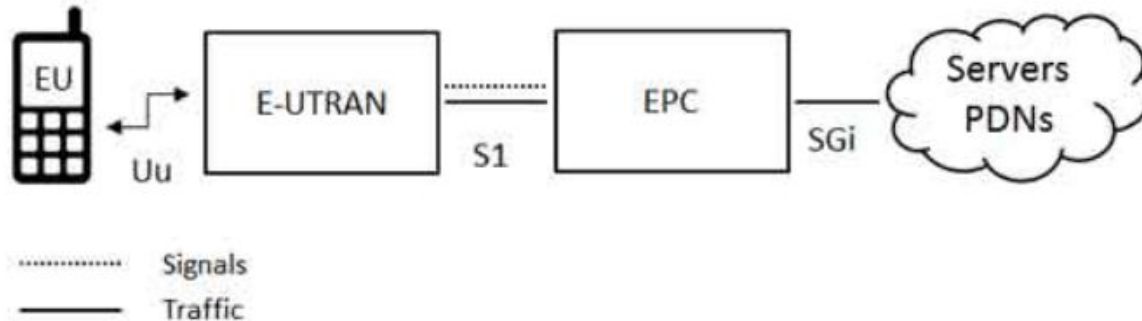 EU
Uu
E-UTRAN
S1
EPC
SGi
Servers
PDNs
Signals
Traffic